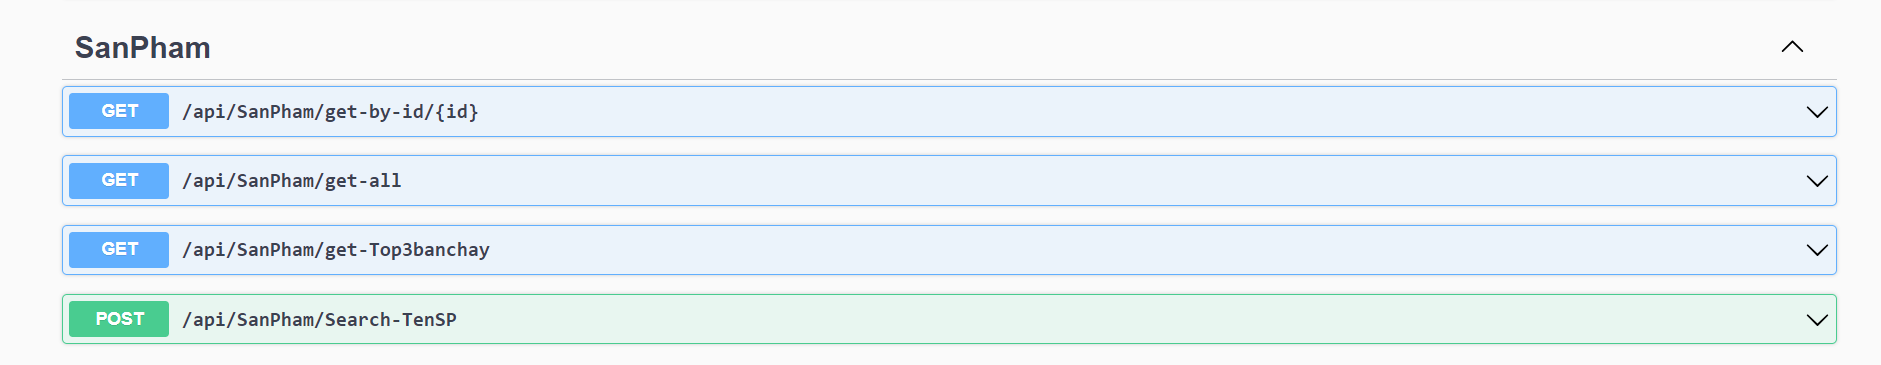 SanPham
GET /api/SanPham/get-by-id/{id}
GET /api/SanPham/get-all
GET /api/SanPham/get-Top3banchay
POST /api/SanPham/Search-TenSP